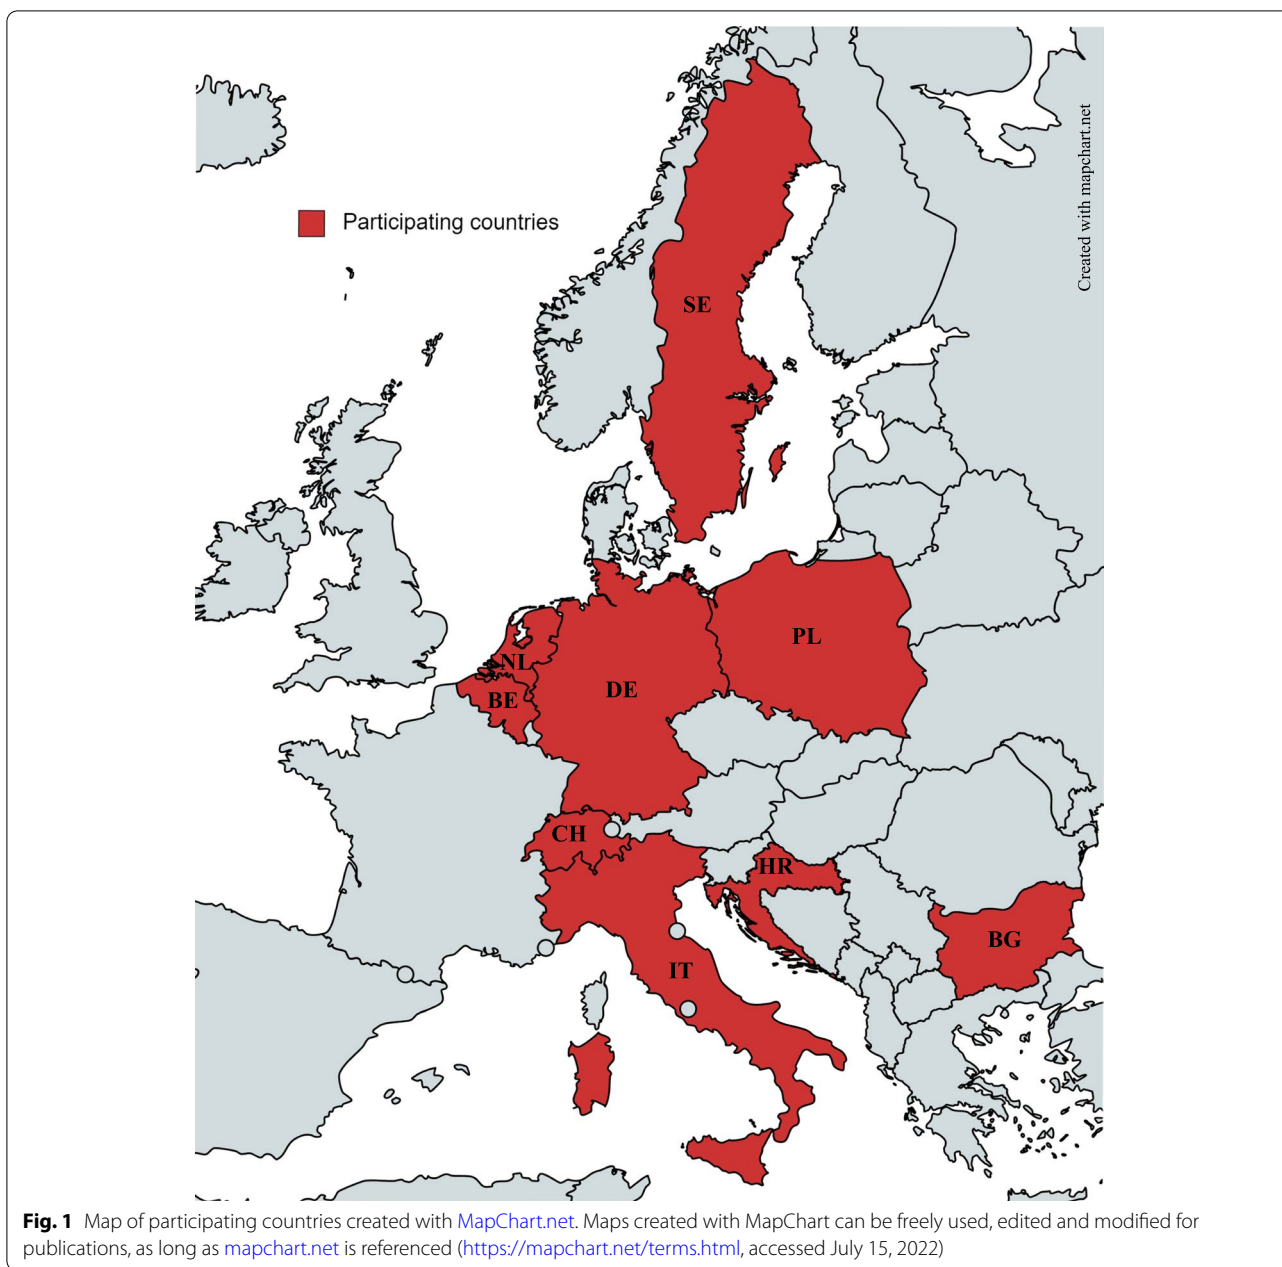 Created with mapchart.net
Participating countries
SE
PL
NL
DE
BE
CH
HR
BG
IT
Fig. 1 Map of participating countries created with MapChart.net. Maps created with MapChart can be freely used, edited and modified for
publications, as long as mapchart.net is referenced (https://mapchart.net/terms.html, accessed July 15, 2022)